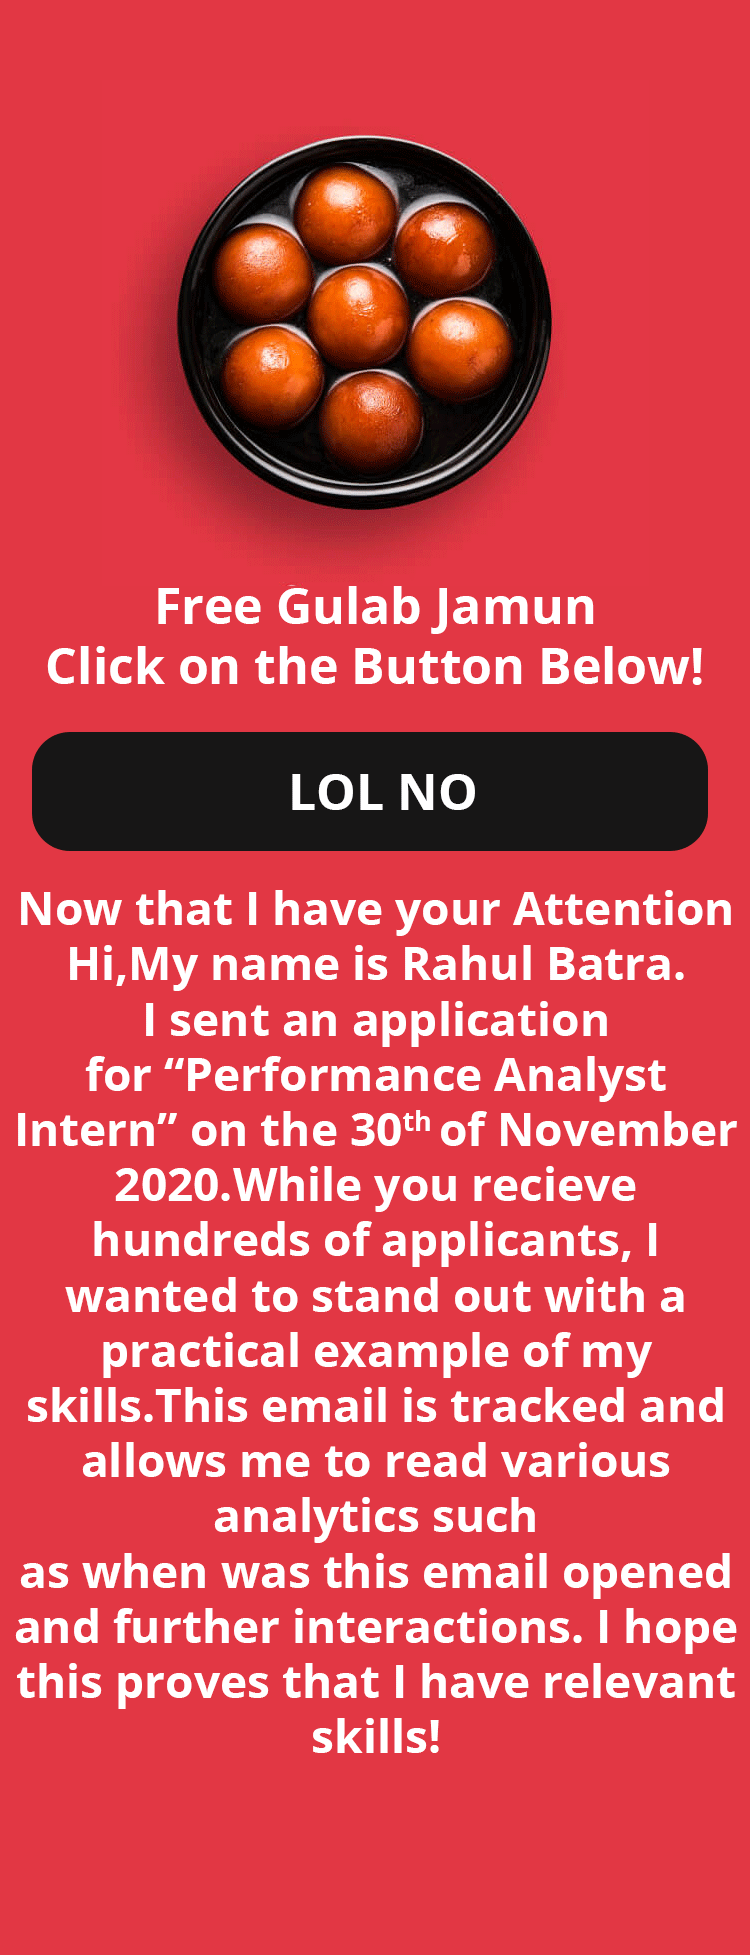 Free Gulab Jamun
Click on the Button Below!
LOL NO
Now that I have your Attention
Hi,My name is Rahul Batra.
I sent an application
for “Performance Analyst
Intern” on the 30th of November
2020.While you recieve
hundreds of applicants, I
wanted to stand out with a
practical example of my
skills.This email is tracked and
allows me to read various
analytics such
as when was this email opened
and further interactions. I hope
this proves that I have relevant
skills!